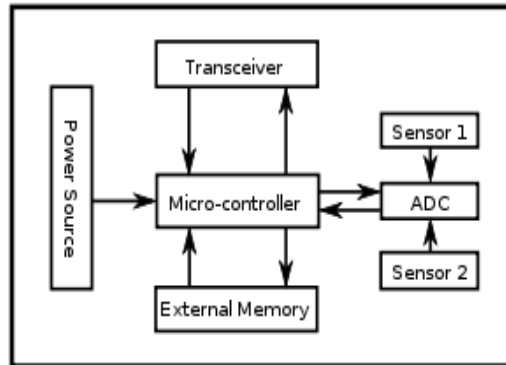 Transceiver
Power Source
Micro-controller
External Memory
Sensor 1
ADC
Sensor 2